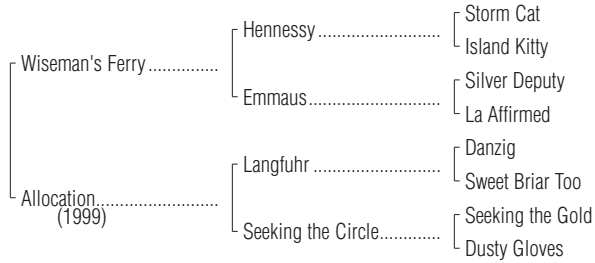 Storm Cat
Hennessy
Island Kitty
Wiseman's Ferry
Silver Deputy
Emmaus
La Affirmed
Danzig
Langfuhr
Sweet Briar Too
Allocation
(1999)
Seeking the Gold
Seeking the Circle
Dusty Gloves